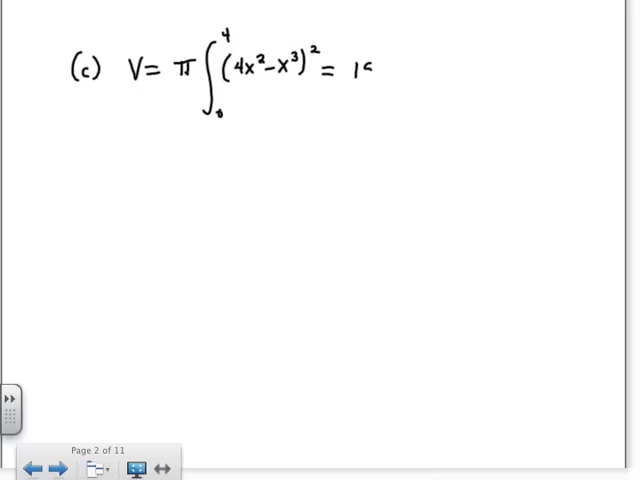 (c) V = π ∫₀⁴ (4x² - x³)² = 1
Page 2 of 11